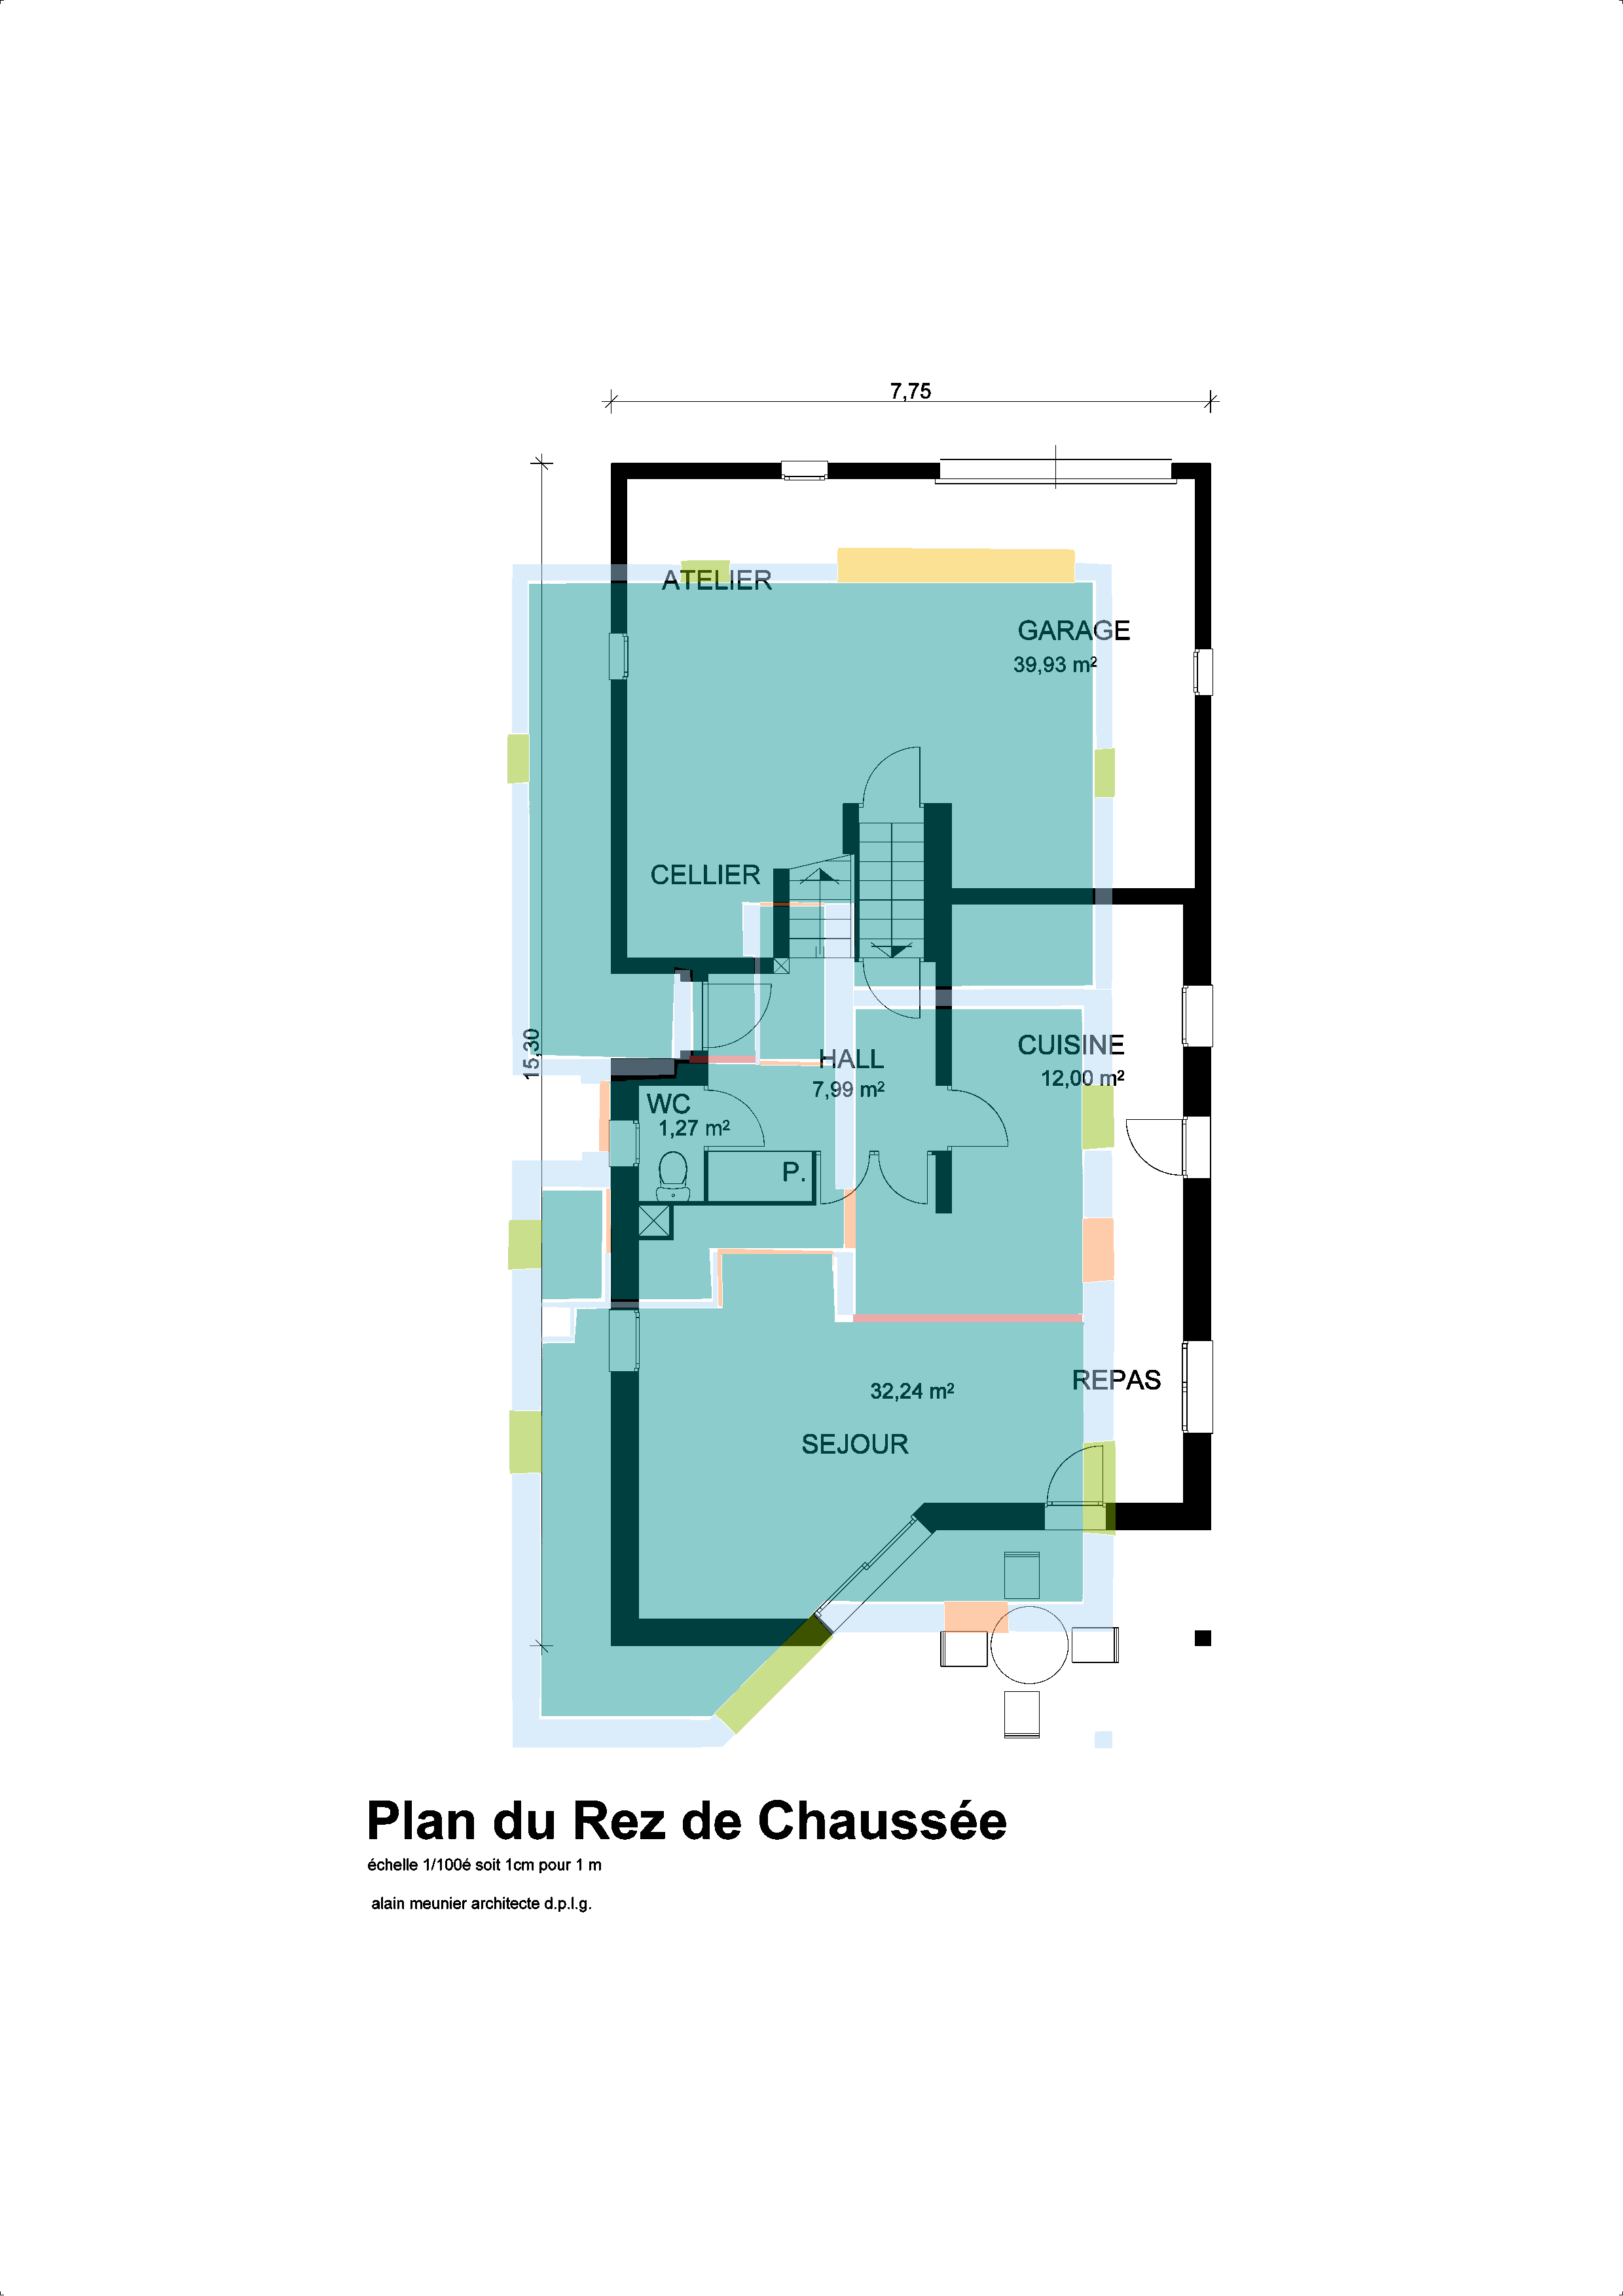 7,75
ATELIER
GARAGE
39,93 m²
CELLIER
15,30
HALL
7,99 m²
CUISINE
12,00 m²
WC
1,27 m²
P.
REPAS
32,24 m²
SEJOUR
Plan du Rez de Chaussée
échelle 1/100é soit 1cm pour 1 m
alain meunier architecte d.p.l.g.